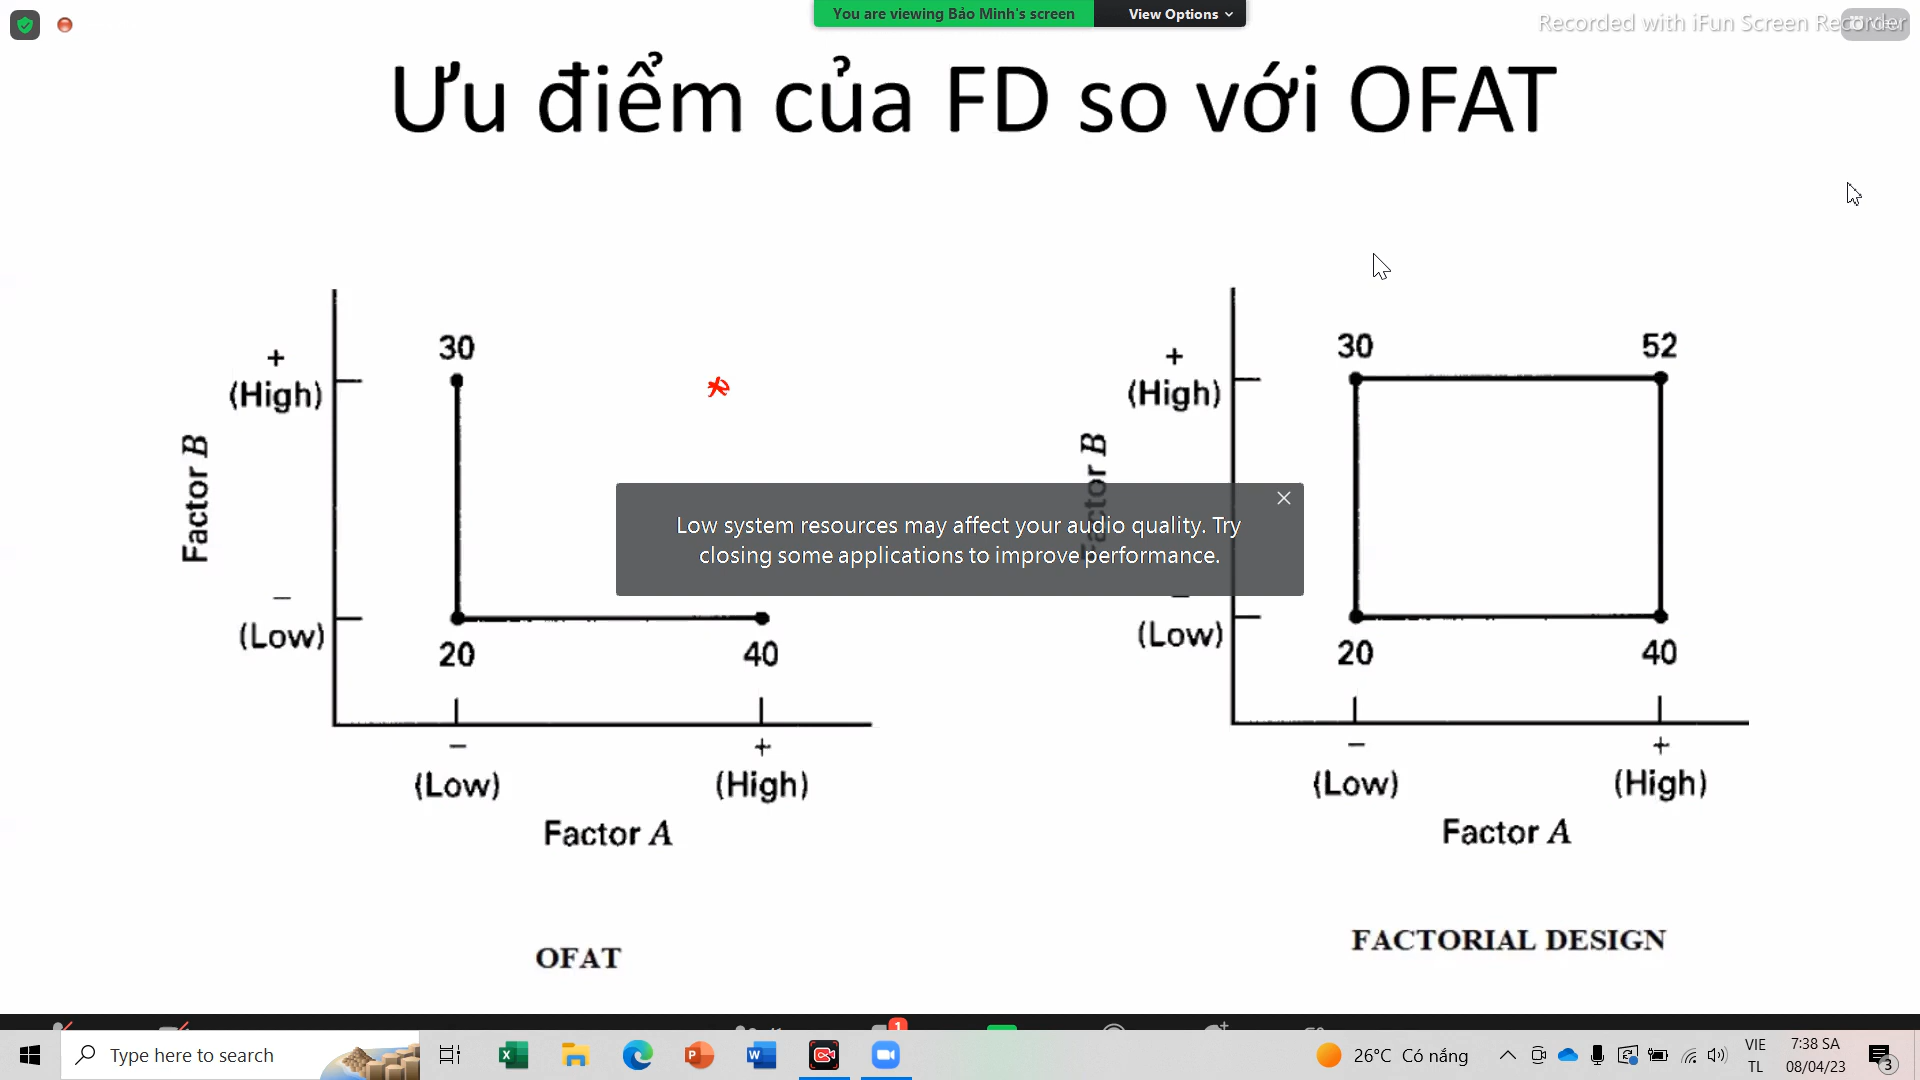 You are viewing Bảo Minh's screen
View Options
Recorded with iFun Screen Recorder
Ưu điểm của FD so với OFAT
30
+
(High)
Factor B
−
(Low)
20
40
−
+
(Low)
(High)
Factor A
OFAT
30
52
+
(High)
Factor B
(Low)
20
40
−
+
(Low)
(High)
Factor A
FACTORIAL DESIGN
Low system resources may affect your audio quality. Try
closing some applications to improve performance.
1
Type here to search
26°C Có nắng
VIE
TL
7:38 SA
08/04/23
3